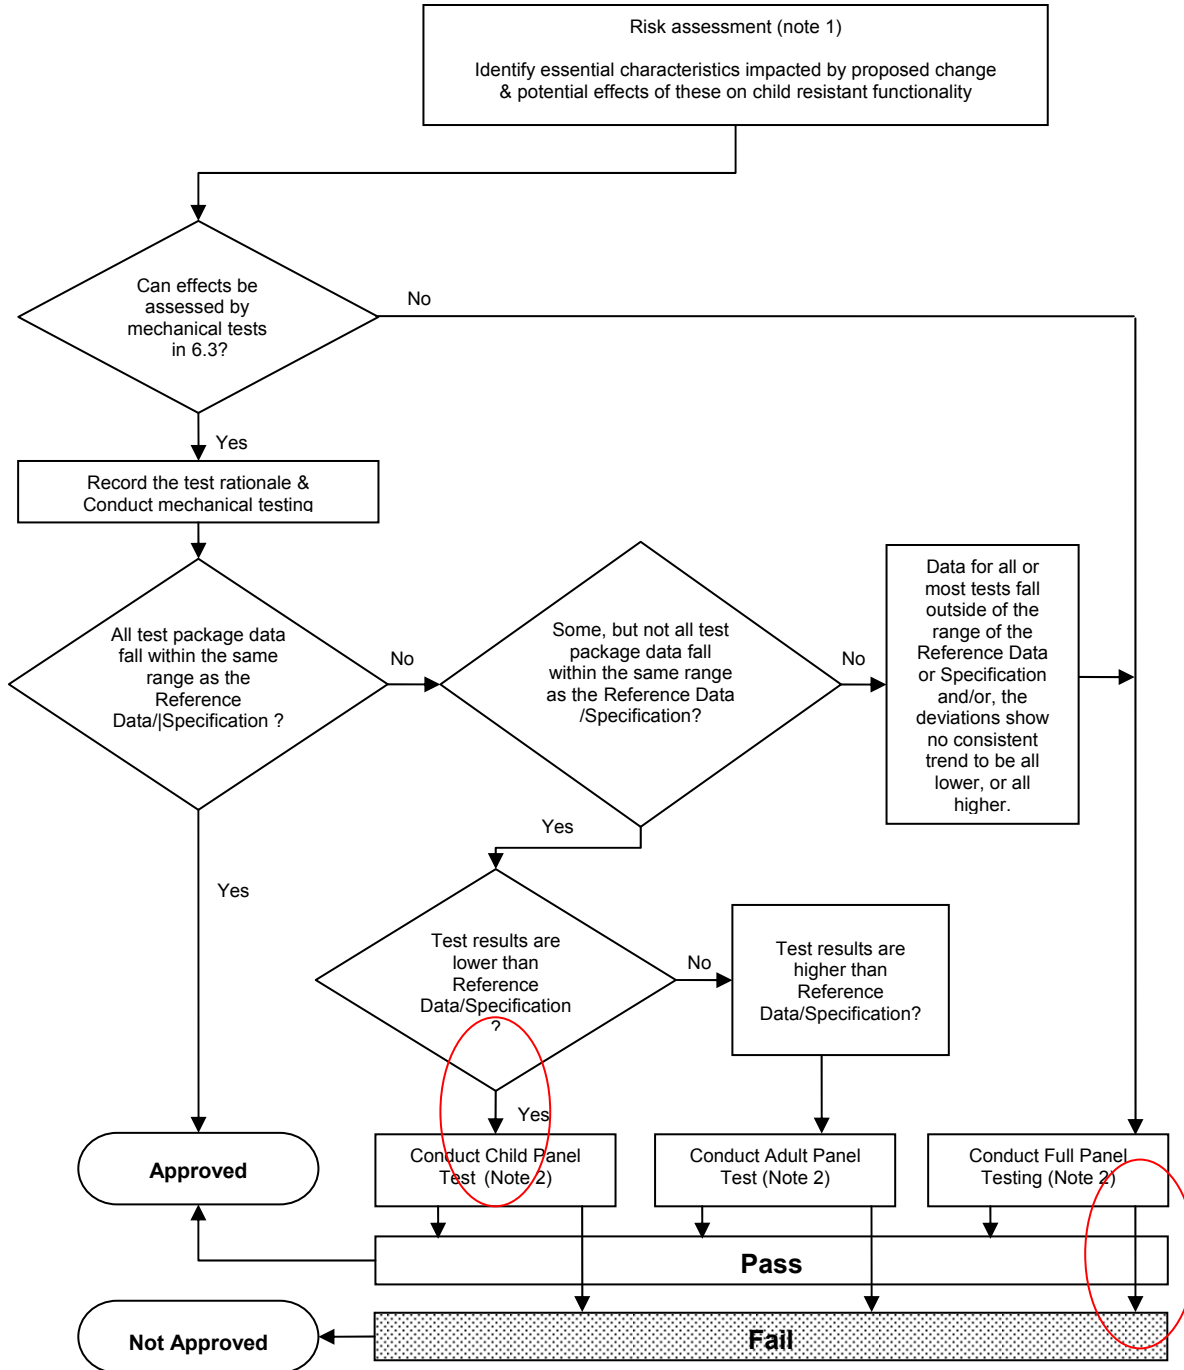 Risk assessment (note 1)
Identify essential characteristics impacted by proposed change
& potential effects of these on child resistant functionality
Can effects be
assessed by
mechanical tests
in 6.3?
No
Yes
Record the test rationale &
Conduct mechanical testing
All test package data
fall within the same
range as the
Reference
Data/|Specification ?
No
Some, but not all test
package data fall
within the same range
as the Reference Data
/Specification?
No
Data for all or
most tests fall
outside of the
range of the
Reference Data
or Specification
and/or, the
deviations show
no consistent
trend to be all
lower, or all
higher.
Yes
Yes
Test results are
lower than
Reference
Data/Specification
?
No
Test results are
higher than
Reference
Data/Specification?
Yes
Approved
Conduct Child Panel
Test (Note 2)
Conduct Adult Panel
Test (Note 2)
Conduct Full Panel
Testing (Note 2)
Pass
Not Approved
Fail